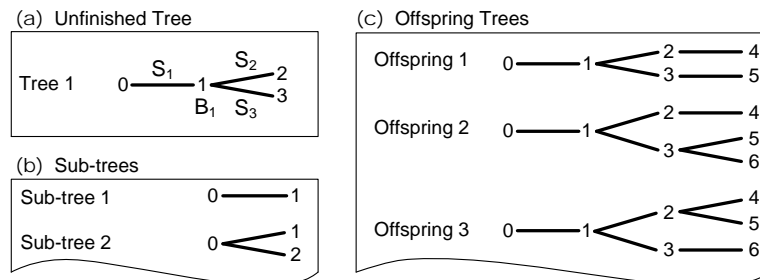 (a) Unfinished Tree
Tree 1 0 S1 1 B1 S2 2 S3 3
(b) Sub-trees
Sub-tree 1 0 1
Sub-tree 2 0 1 2
(c) Offspring Trees
Offspring 1 0 1 2 4 3 5
Offspring 2 0 1 2 4 3 5 6
Offspring 3 0 1 2 4 5 3 6